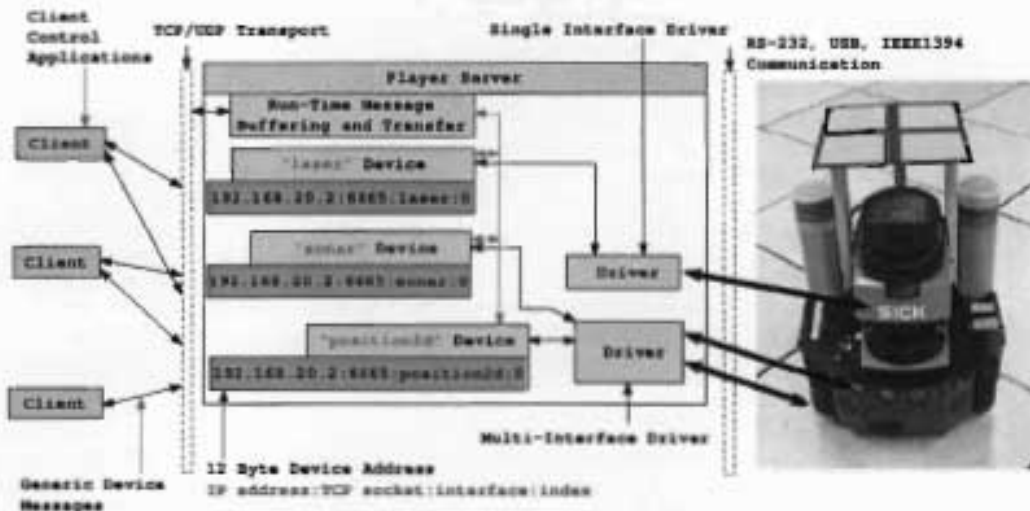 Client
Control
Applications
TCP/UDP Transport
Single Interface Driver
RS-232, USB, IEEE1394
Communication
Player Server
Run-Time Message
Buffering and Transfer
Client
"laser" Device
192.168.20.2:6665:laser:0
"sonar" Device
192.168.20.2:6665:sonar:0
Client
Driver
SICK
"position2d" Device
192.168.20.2:6665:position2d:0
Driver
Client
Multi-Interface Driver
12 Byte Device Address
IP address:TCP socket:interface:index
Generic Device
Messages